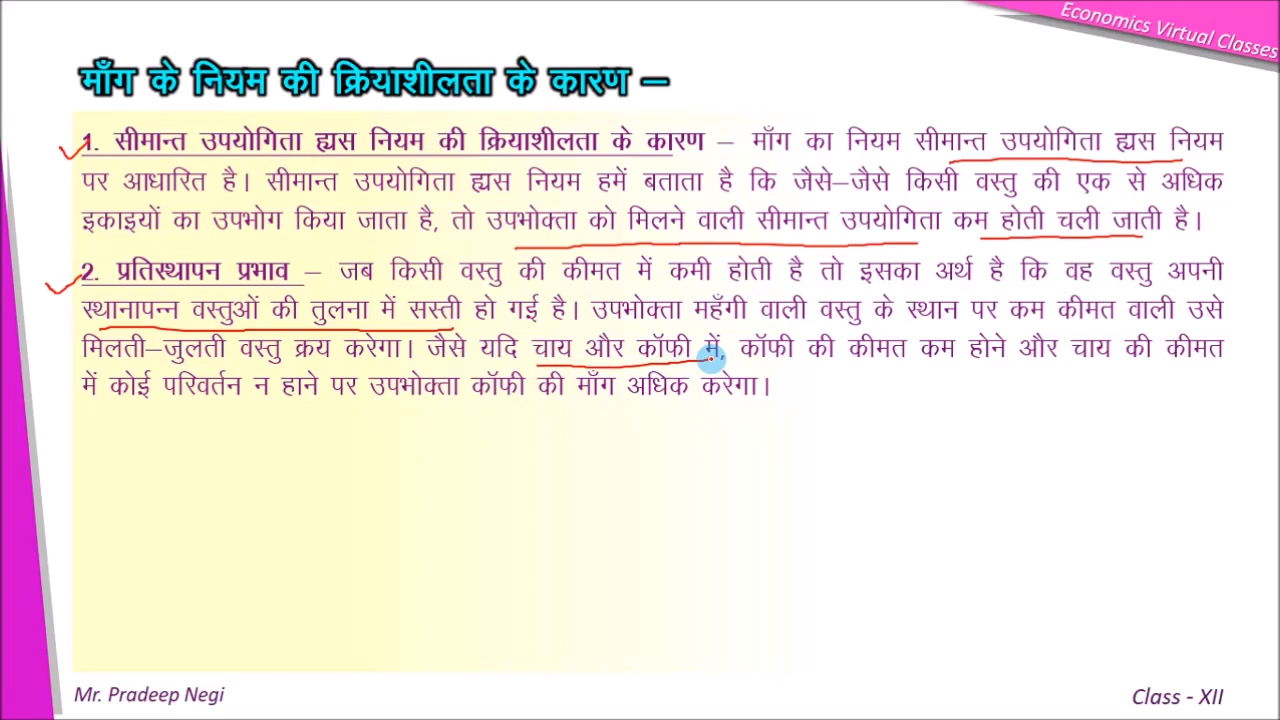 Economics Virtual Classes
माँग के नियम की क्रियाशीलता के कारण –
1. सीमान्त उपयोगिता ह्यस नियम की क्रियाशीलता के कारण – माँग का नियम सीमान्त उपयोगिता ह्यस नियम
पर आधारित है। सीमान्त उपयोगिता ह्यस नियम हमें बताता है कि जैसे–जैसे किसी वस्तु की एक से अधिक
इकाइयों का उपभोग किया जाता है, तो उपभोक्ता को मिलने वाली सीमान्त उपयोगिता कम होती चली जाती है।
2. प्रतिस्थापन प्रभाव – जब किसी वस्तु की कीमत में कमी होती है तो इसका अर्थ है कि वह वस्तु अपनी
स्थानापन्न वस्तुओं की तुलना में सस्ती हो गई है। उपभोक्ता महँगी वाली वस्तु के स्थान पर कम कीमत वाली उसे
मिलती–जुलती वस्तु क्रय करेगा। जैसे यदि चाय और कॉफी में, कॉफी की कीमत कम होने और चाय की कीमत
में कोई परिवर्तन न हाने पर उपभोक्ता कॉफी की माँग अधिक करेगा।
Mr. Pradeep Negi
Class - XII